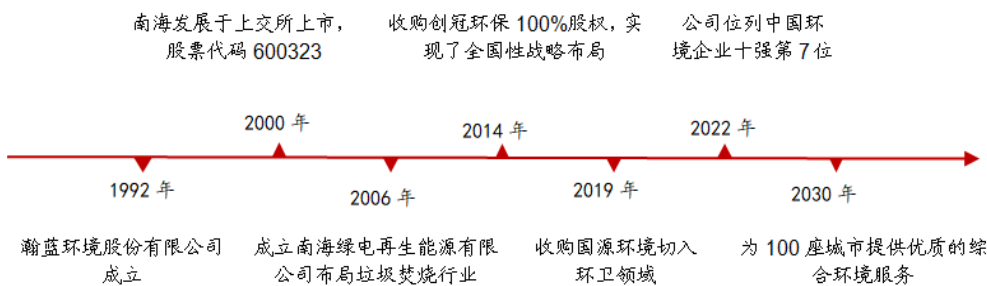 南海发展于上交所上市，
股票代码 600323
收购创冠环保 100%股权，实
现了全国性战略布局
公司位列中国环
境企业十强第 7 位
2000 年
2014 年
2022 年
1992 年
2006 年
2019 年
2030 年
瀚蓝环境股份有限公司
成立
成立南海绿电再生能源有限
公司布局垃圾焚烧行业
收购国源环境切入
环卫领域
为 100 座城市提供优质的综
合环境服务